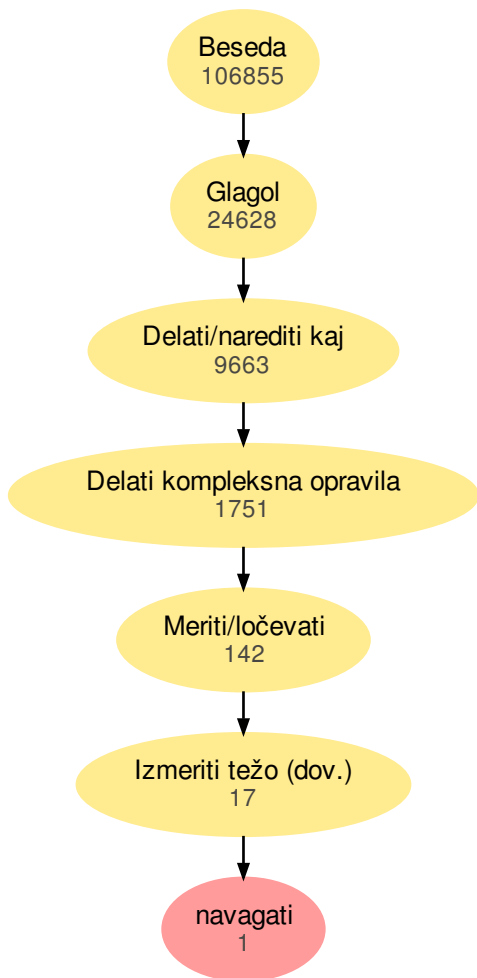 Beseda
106855
Glagol
24628
Delati/narediti kaj
9663
Delati kompleksna opravila
1751
Meriti/ločevati
142
Izmeriti težo (dov.)
17
navagati
1